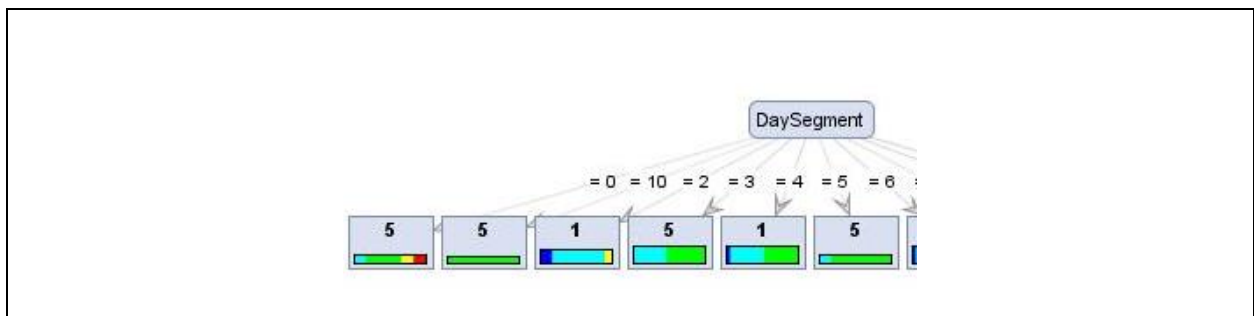 DaySegment
= 0 = 10 = 2 = 3 = 4 = 5 = 6 =
5 5 1 5 1 5